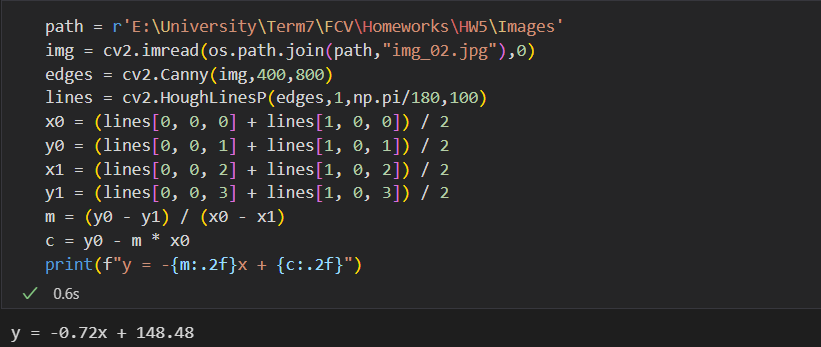 path = r'E:\University\Term7\FCV\Homeworks\HW5\Images'
img = cv2.imread(os.path.join(path,"img_02.jpg"),0)
edges = cv2.Canny(img,400,800)
lines = cv2.HoughLinesP(edges,1,np.pi/180,100)
x0 = (lines[0, 0, 0] + lines[1, 0, 0]) / 2
y0 = (lines[0, 0, 1] + lines[1, 0, 1]) / 2
x1 = (lines[0, 0, 2] + lines[1, 0, 2]) / 2
y1 = (lines[0, 0, 3] + lines[1, 0, 3]) / 2
m = (y0 - y1) / (x0 - x1)
c = y0 - m * x0
print(f"y = -{m:.2f}x + {c:.2f}")
0.6s
y = -0.72x + 148.48